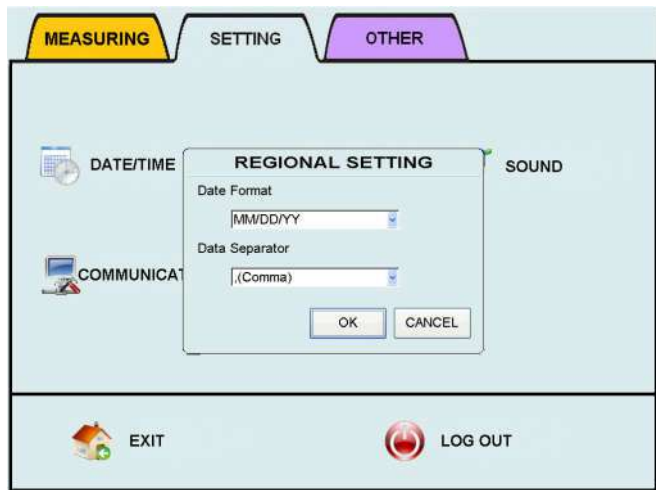 MEASURING SETTING OTHER
DATE/TIME
REGIONAL SETTING
SOUND
Date Format
MM/DD/YY
Data Separator
COMMUNICAT
,(Comma)
OK CANCEL
EXIT LOG OUT